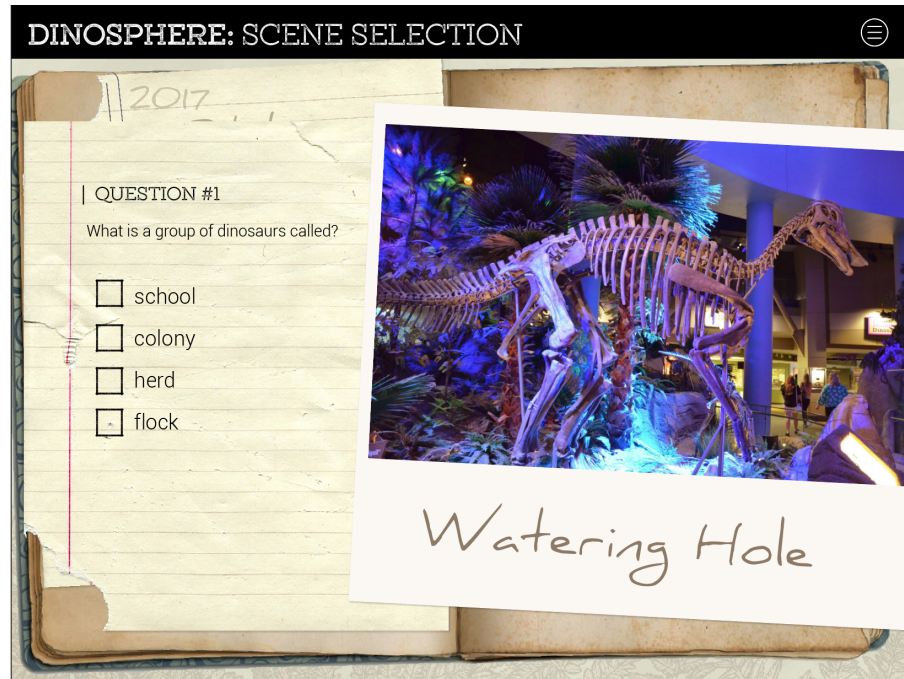 DINOSPHERE: SCENE SELECTION
2017
QUESTION #1
What is a group of dinosaurs called?
school
colony
herd
flock
Watering Hole